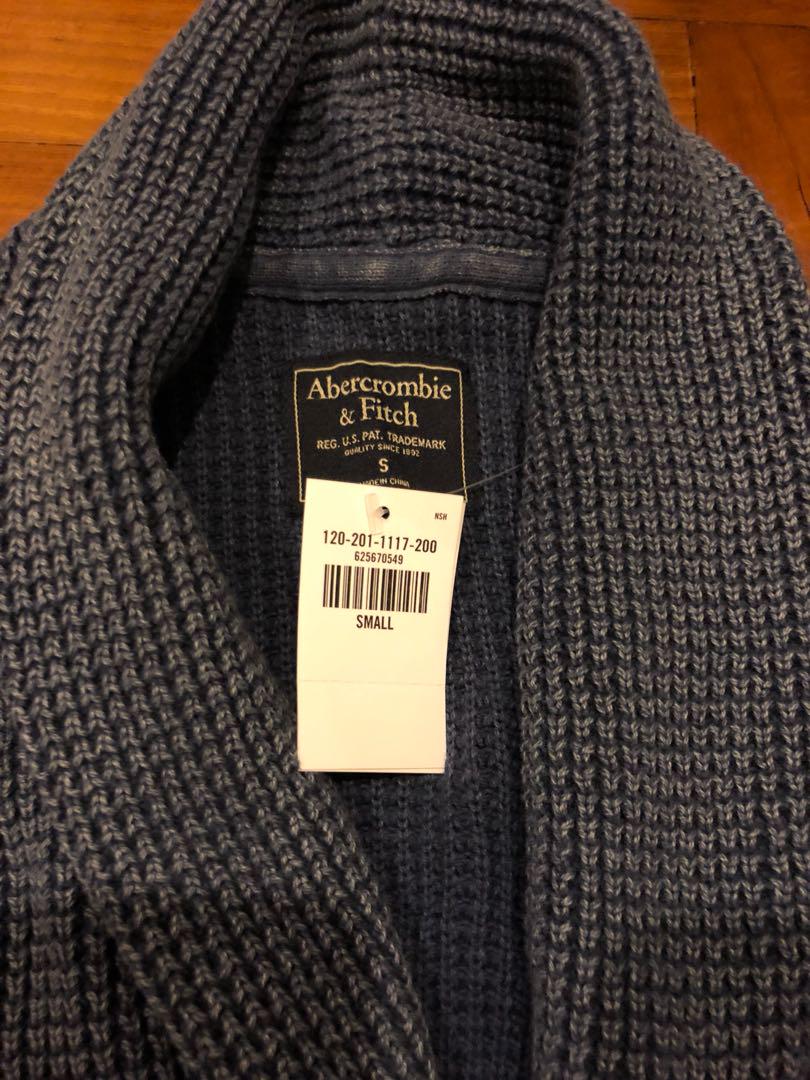 Abercrombie
& Fitch
REG. U.S. PAT. TRADEMARK
QUALITY SINCE 1892
S
MADE IN CHINA
NSH
120-201-1117-200
625670549
SMALL